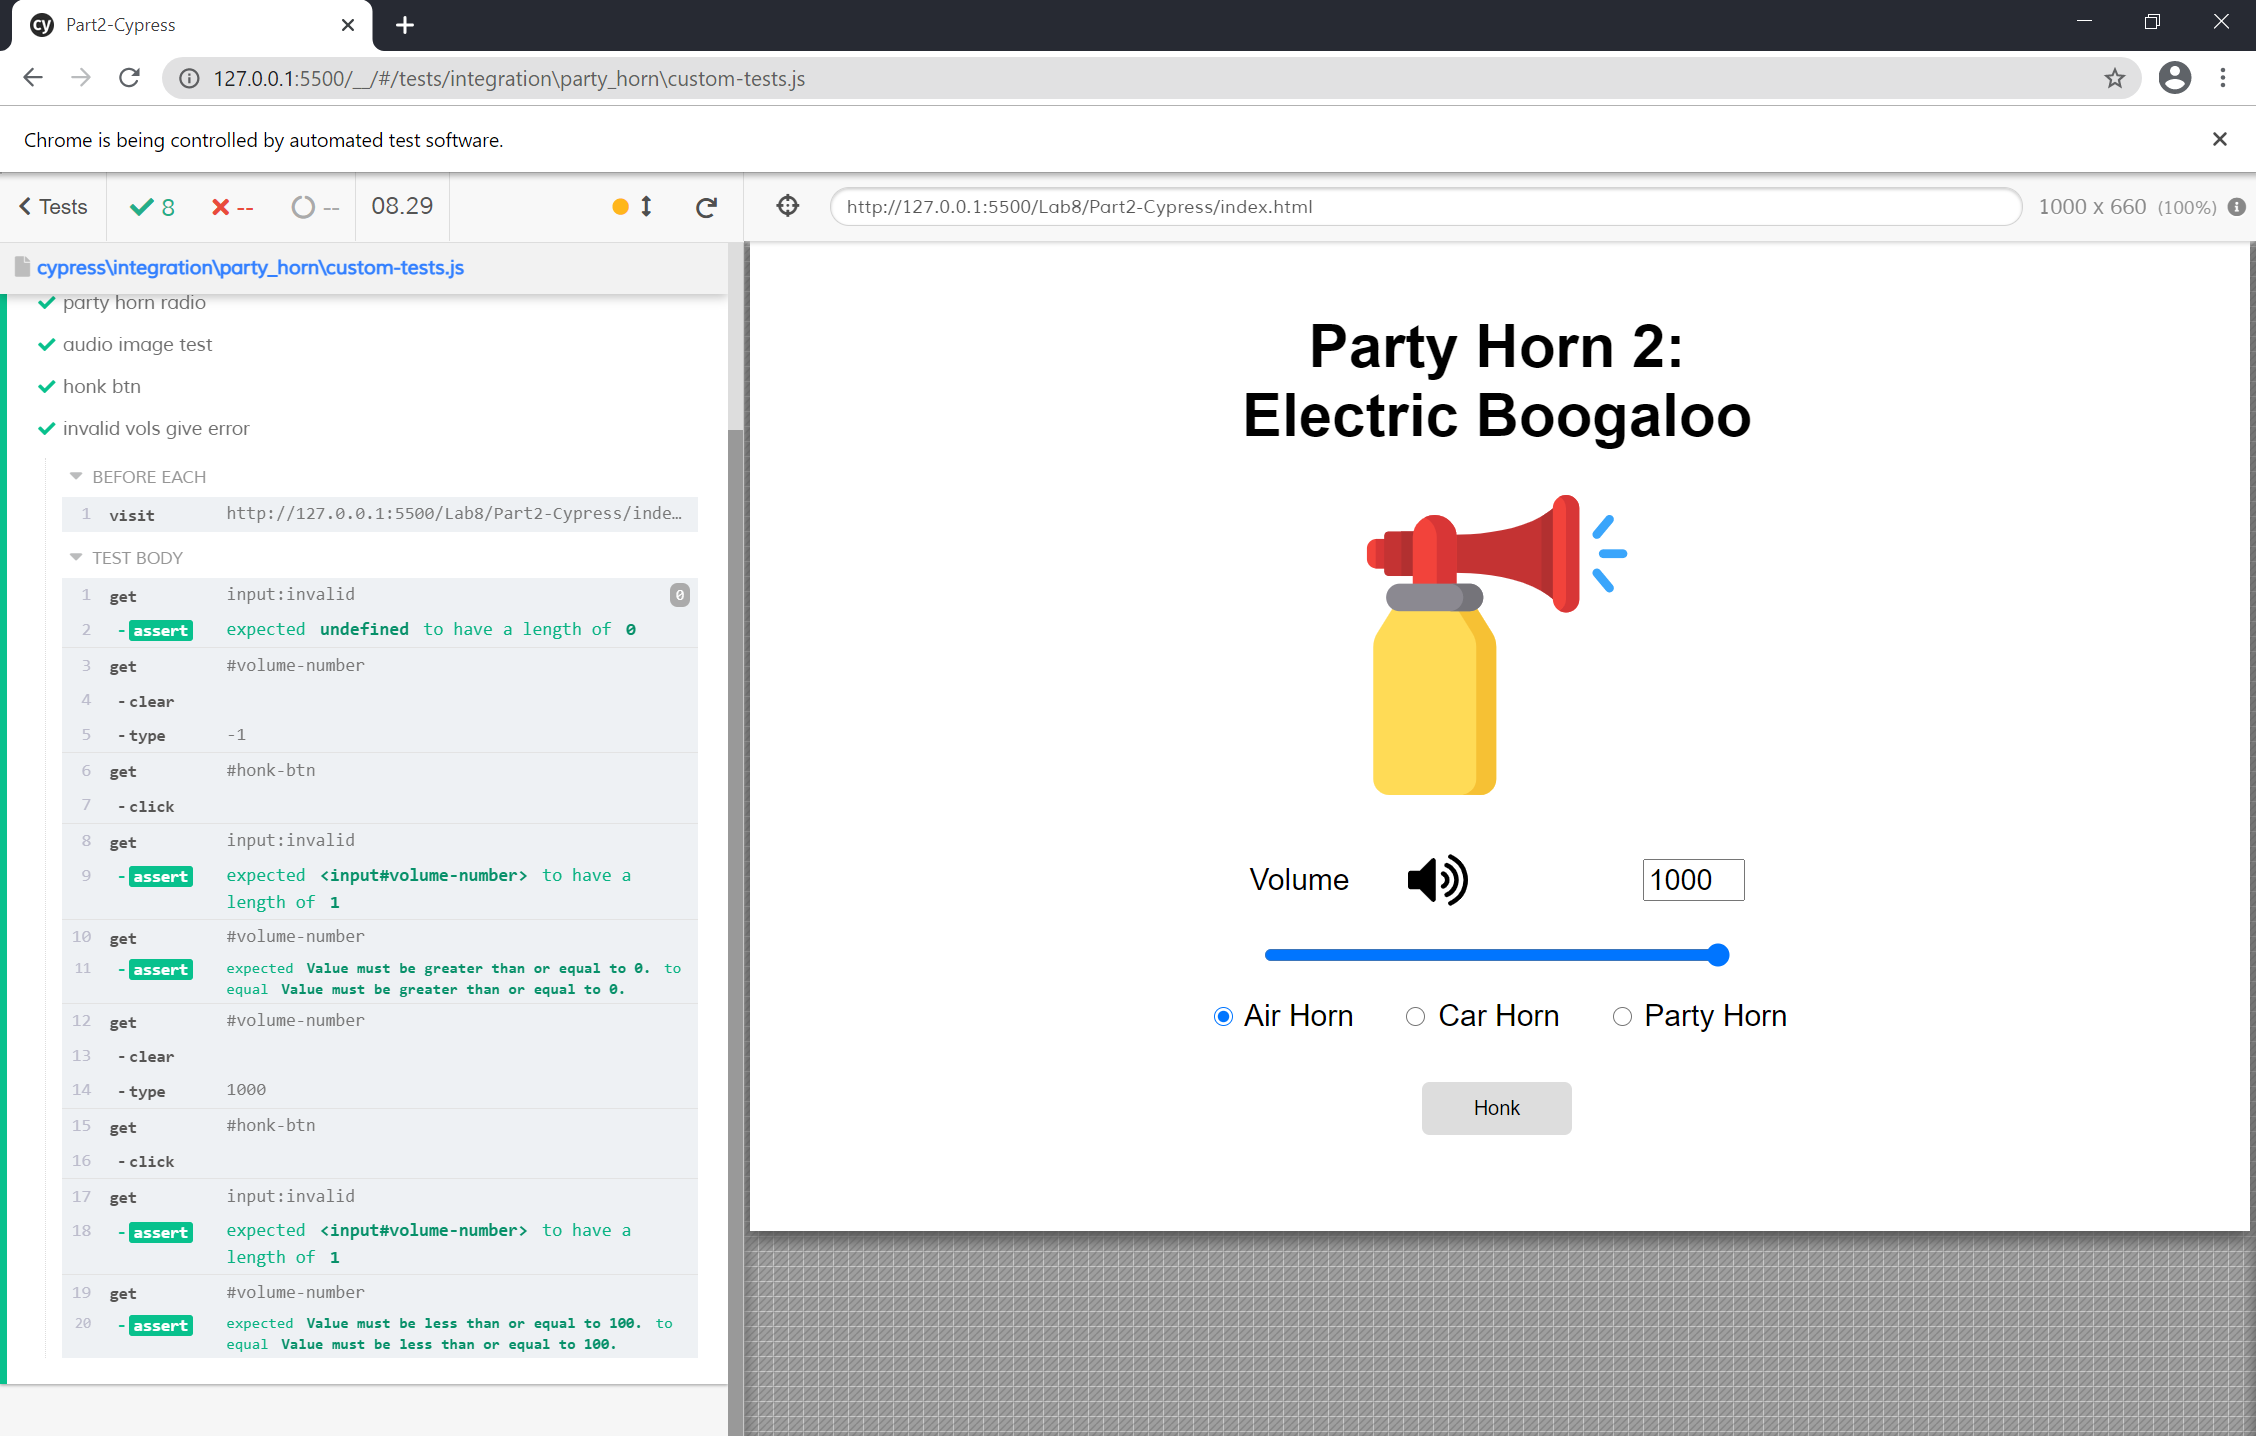 cy Part2-Cypress
127.0.0.1:5500/__/#/tests/integration\party_horn\custom-tests.js
Chrome is being controlled by automated test software.
Tests 8 -- -- 08.29
http://127.0.0.1:5500/Lab8/Part2-Cypress/index.html 1000 x 660 (100%)
cypress\integration\party_horn\custom-tests.js
party horn radio
audio image test
honk btn
invalid vols give error
BEFORE EACH
1 visit http://127.0.0.1:5500/Lab8/Part2-Cypress/inde…
TEST BODY
1 get input:invalid 0
2 -assert expected undefined to have a length of 0
3 get #volume-number
4 -clear
5 -type -1
6 get #honk-btn
7 -click
8 get input:invalid
9 -assert expected <input#volume-number> to have a
length of 1
10 get #volume-number
11 -assert expected Value must be greater than or equal to 0. to
equal Value must be greater than or equal to 0.
12 get #volume-number
13 -clear
14 -type 1000
15 get #honk-btn
16 -click
17 get input:invalid
18 -assert expected <input#volume-number> to have a
length of 1
19 get #volume-number
20 -assert expected Value must be less than or equal to 100. to
equal Value must be less than or equal to 100.
Party Horn 2:
Electric Boogaloo
Volume 1000
Air Horn Car Horn Party Horn
Honk